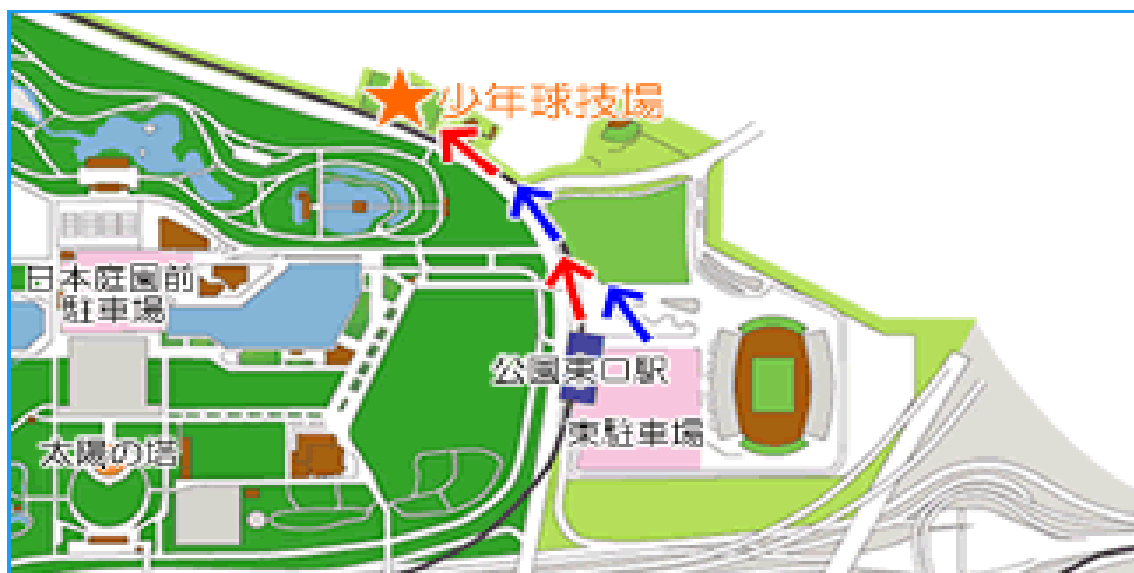 少年球技場
日本庭園前
駐車場
公園東口駅
東駐車場
太陽の塔